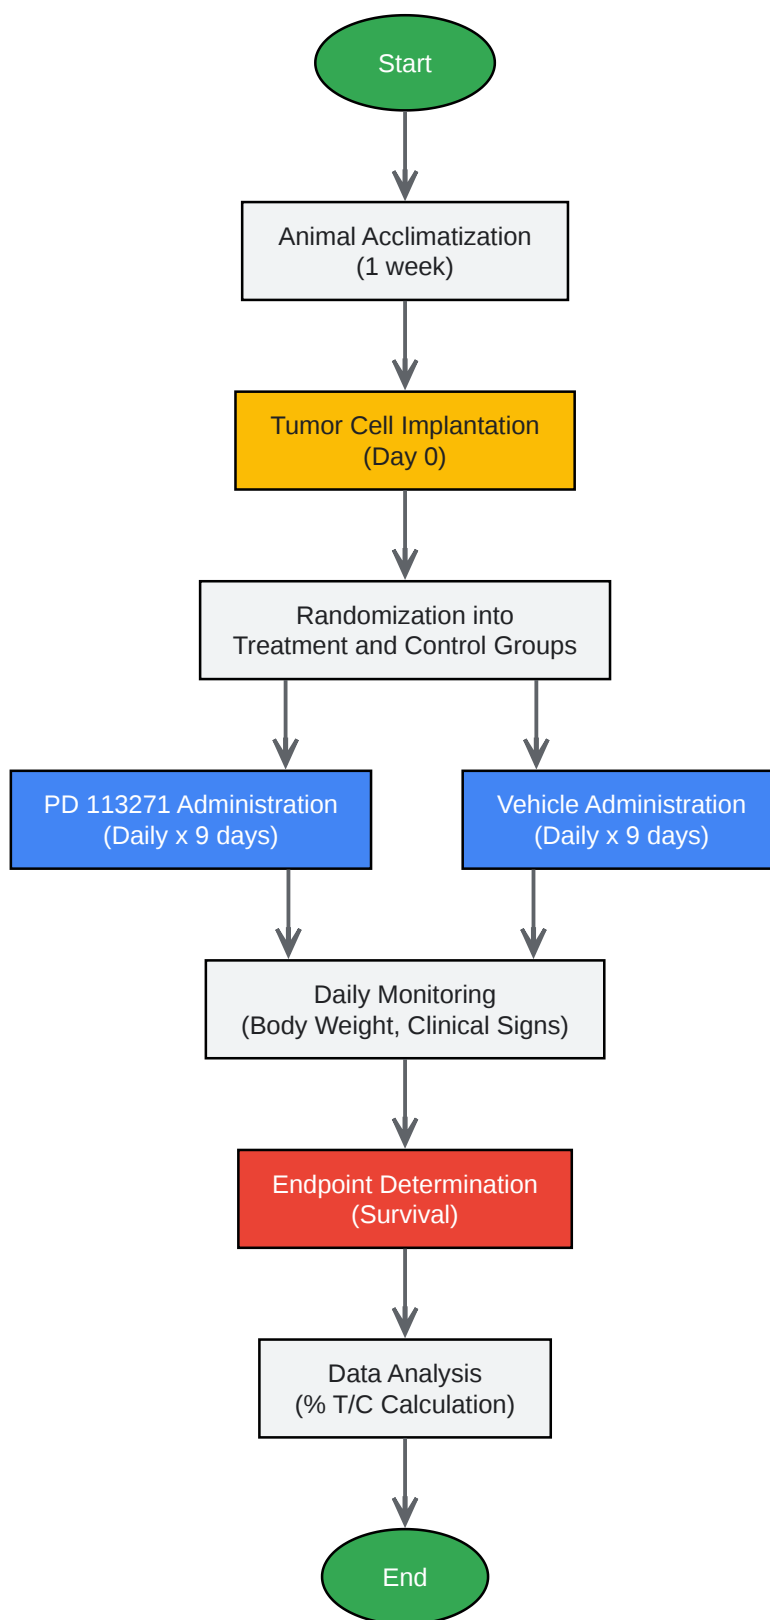 Start
Animal Acclimatization
(1 week)
Tumor Cell Implantation
(Day 0)
Randomization into
Treatment and Control Groups
PD 113271 Administration
(Daily x 9 days)
Vehicle Administration
(Daily x 9 days)
Daily Monitoring
(Body Weight, Clinical Signs)
Endpoint Determination
(Survival)
Data Analysis
(% T/C Calculation)
End